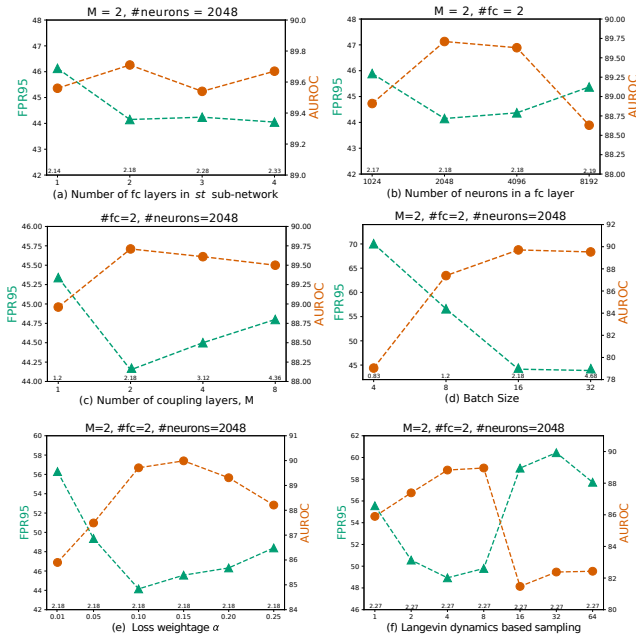 M = 2, #neurons = 2048
48 47 46 45 44 43 42
FPR95
90.0 89.8 89.6 89.4 89.2 89.0
AUROC
2.14 2.18 2.28 2.33
1 2 3 4
(a) Number of fc layers in st sub-network
M = 2, #fc = 2
48 47 46 45 44 43 42
FPR95
90.00 89.75 89.50 89.25 89.00 88.75 88.50 88.25 88.00
AUROC
2.17 2.18 2.18 2.19
1024 2048 4096 8192
(b) Number of neurons in a fc layer
#fc=2, #neurons=2048
46.00 45.75 45.50 45.25 45.00 44.75 44.50 44.25 44.00
FPR95
90.00 89.75 89.50 89.25 89.00 88.75 88.50 88.25 88.00
AUROC
1.2 2.18 3.12 4.36
1 2 4 8
(c) Number of coupling layers, M
M=2, #fc=2, #neurons=2048
70 65 60 55 50 45
FPR95
92 90 88 86 84 82 80 78
AUROC
0.83 1.2 2.18 4.68
4 8 16 32
(d) Batch Size
M=2, #fc=2, #neurons=2048
60 58 56 54 52 50 48 46 44 42
FPR95
91 90 89 88 87 86 85 84
AUROC
2.18 2.18 2.18 2.18 2.18 2.18
0.01 0.05 0.10 0.15 0.20 0.25
(e) Loss weightage α
M=2, #fc=2, #neurons=2048
62 60 58 56 54 52 50 48 46
FPR95
90 88 86 84 82 80
AUROC
2.27 2.27 2.27 2.27 2.27 2.27 2.27
1 2 4 8 16 32 64
(f) Langevin dynamics based sampling